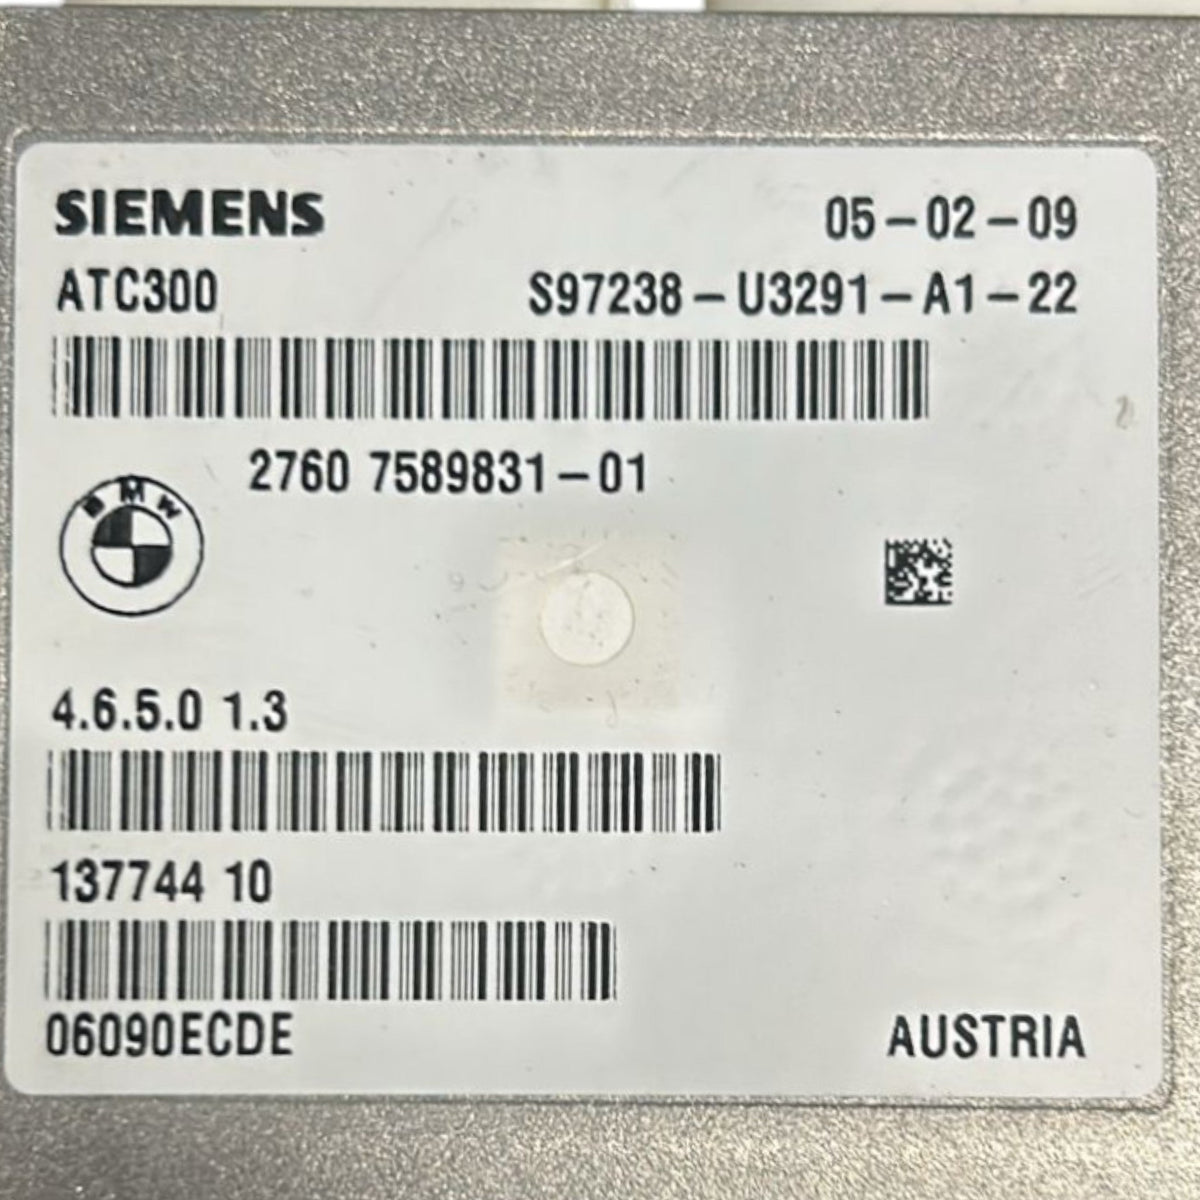 SIEMENS 05-02-09
ATC300 S97238-U3291-A1-22
2760 7589831-01
BMW
4.6.5.0 1.3
137744 10
06090ECDE AUSTRIA